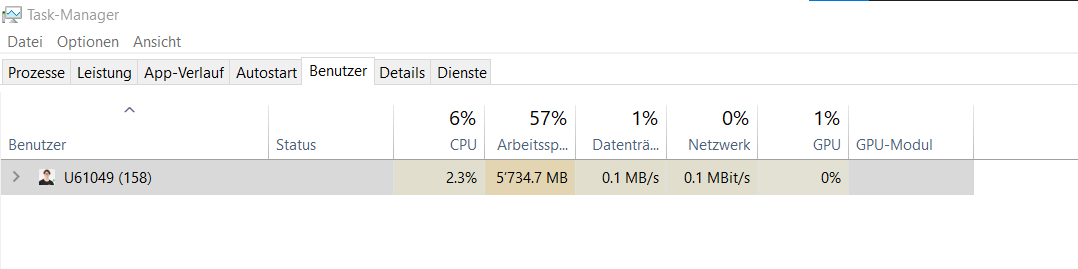 Task-Manager
Datei Optionen Ansicht
Prozesse Leistung App-Verlauf Autostart Benutzer Details Dienste
6% 57% 1% 0% 1%
Benutzer Status CPU Arbeitssp... Datenträ... Netzwerk GPU GPU-Modul
U61049 (158) 2.3% 5'734.7 MB 0.1 MB/s 0.1 MBit/s 0%